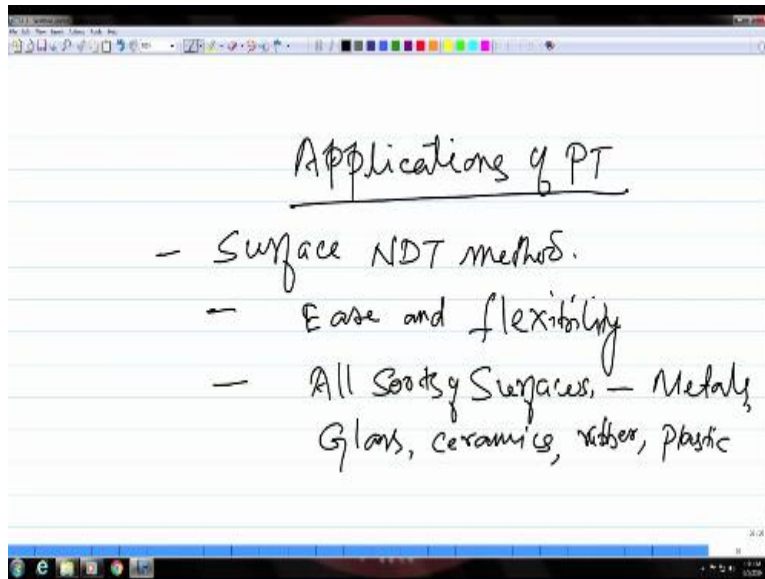 Applications of PT
- Surface NDT method.
- Ease and flexibility
- All sorts of Surfaces, - Metals,
Glass, ceramics, rubber, Plastic